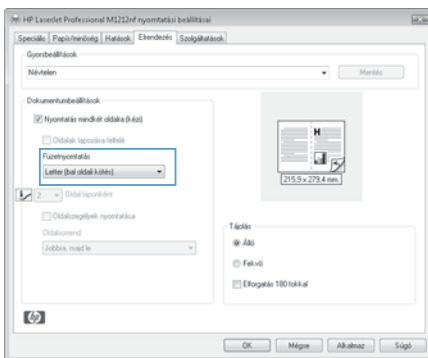 HP LaserJet Professional M1212nf nyomtatási beállításai
Speciális Papír/minőség Hatások Elrendezés Szolgáltatások
Gyorsbeállítások
Névtelen
Mentés
Dokumentumbeállítások
Nyomtatás mindkét oldalra (kézi)
Oldalak lapozása felfelé
Füzetnyomtatás
Letter (bal oldali kötés)
2 Oldal laponként
Oldalszegélyek nyomtatása
Oldalsorrend:
Jobbra, majd le
H
215,9 × 279,4 mm.
Tájolás
Álló
Fekvő
Elforgatás 180 fokkal
hp
OK Mégse Alkalmaz Súgó